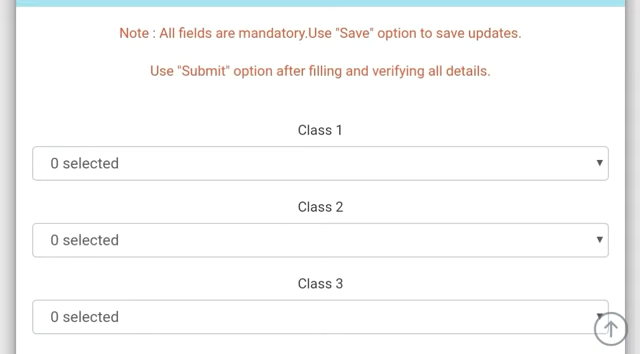 Note : All fields are mandatory.Use "Save" option to save updates.
Use "Submit" option after filling and verifying all details.
Class 1
0 selected
Class 2
0 selected
Class 3
0 selected